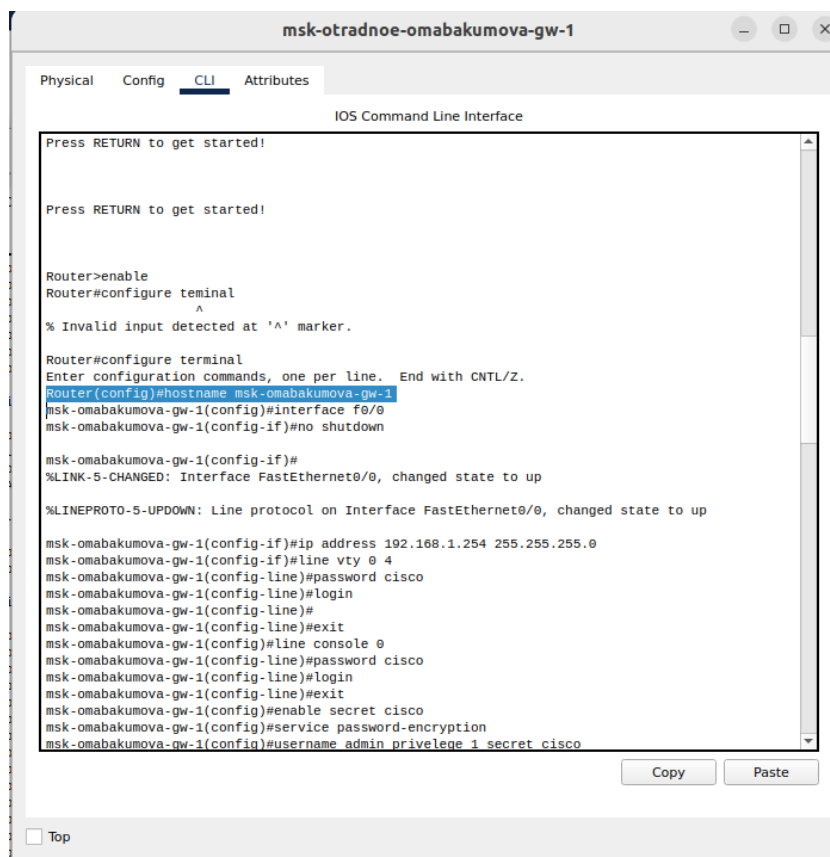 msk-otradnoe-omabakumova-gw-1
Physical Config CLI Attributes
IOS Command Line Interface
Press RETURN to get started!
Press RETURN to get started!
Router>enable
Router#configure teminal
^
% Invalid input detected at '^' marker.
Router#configure terminal
Enter configuration commands, one per line.  End with CNTL/Z.
Router(config)#hostname msk-omabakumova-gw-1
msk-omabakumova-gw-1(config)#interface f0/0
msk-omabakumova-gw-1(config-if)#no shutdown
msk-omabakumova-gw-1(config-if)#
%LINK-5-CHANGED: Interface FastEthernet0/0, changed state to up
%LINEPROTO-5-UPDOWN: Line protocol on Interface FastEthernet0/0, changed state to up
msk-omabakumova-gw-1(config-if)#ip address 192.168.1.254 255.255.255.0
msk-omabakumova-gw-1(config-if)#line vty 0 4
msk-omabakumova-gw-1(config-line)#password cisco
msk-omabakumova-gw-1(config-line)#login
msk-omabakumova-gw-1(config-line)#
msk-omabakumova-gw-1(config-line)#exit
msk-omabakumova-gw-1(config)#line console 0
msk-omabakumova-gw-1(config-line)#password cisco
msk-omabakumova-gw-1(config-line)#login
msk-omabakumova-gw-1(config-line)#exit
msk-omabakumova-gw-1(config)#enable secret cisco
msk-omabakumova-gw-1(config)#service password-encryption
msk-omabakumova-gw-1(config)#username admin privelege 1 secret cisco
Copy Paste
Top